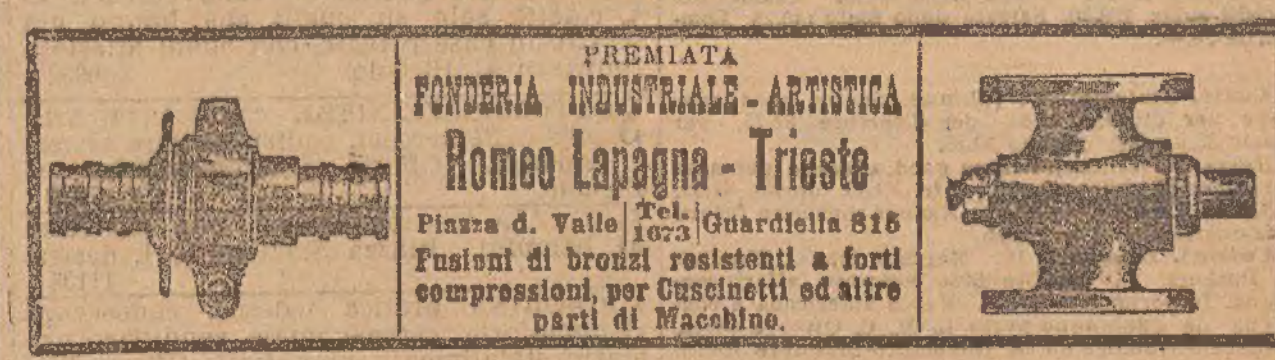 PREMIATA
FONDERIA INDUSTRIALE - ARTISTICA
Romeo Lapagna - Trieste
Piazza d. Valle | Tel. 1673 | Guardiella 815
Fusioni di bronzi resistenti a forti
compressioni, per Cuscinetti ed altre
parti di Macchine.